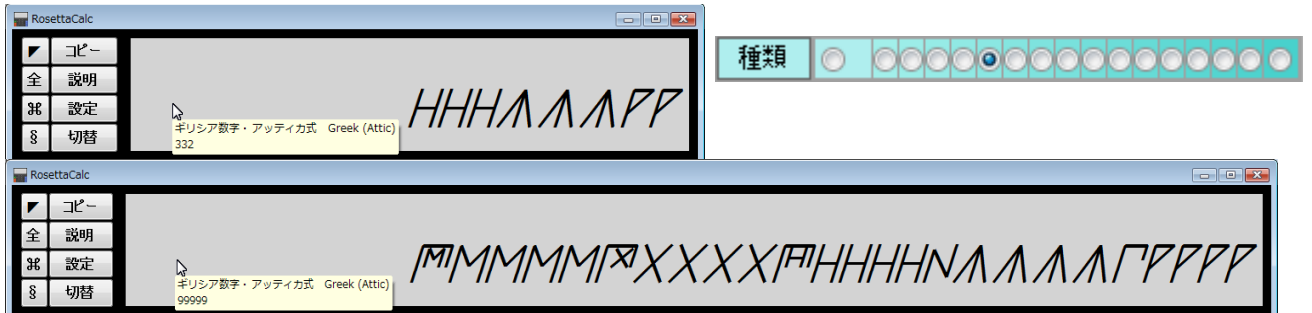 RosettaCalc
◤ コピー
全 説明
⌘ 設定
§ 切替
HHHΛΛΛΡΡ
ギリシア数字・アッティカ式 Greek (Attic)
332
種類
RosettaCalc
◤ コピー
全 説明
⌘ 設定
§ 切替
𐅆MMMM𐅅XXXX𐅅HHHHNΛΛΛΛΓΡΡΡΡ
ギリシア数字・アッティカ式 Greek (Attic)
99999